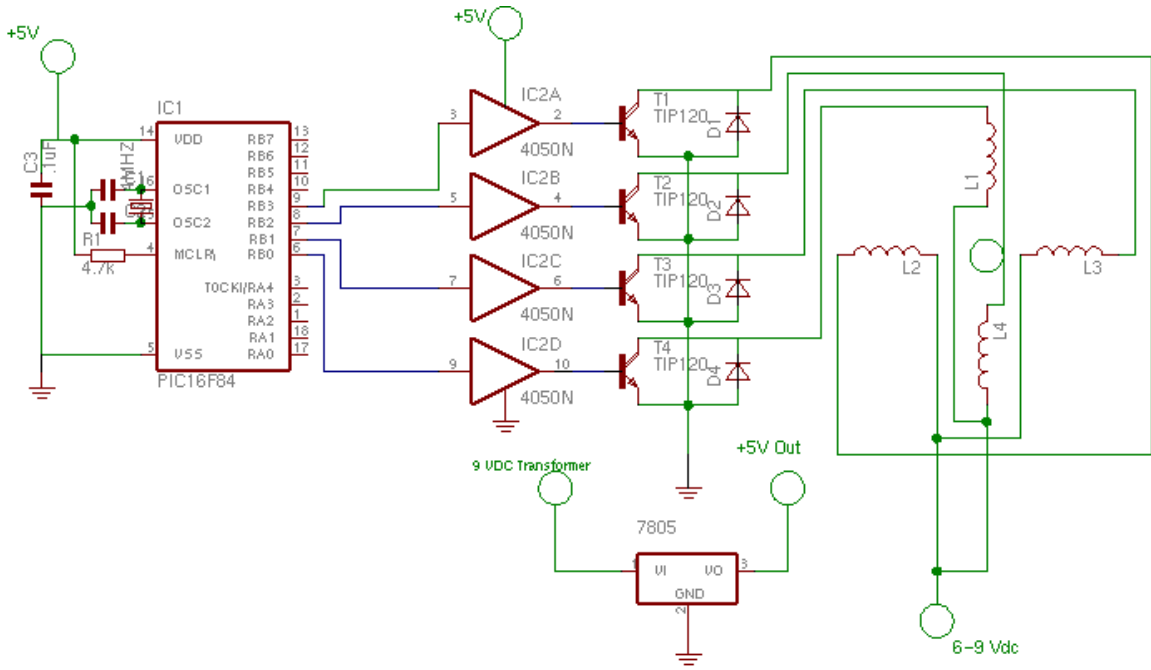 +5V
+5V
IC1
IC2A
T1
TIP120
D1
3
2
4050N
C3
.1uF
4MHZ
14
VDD
RB7
13
RB6
12
RB5
11
16
OSC1
RB4
10
RB3
9
OSC2
RB2
8
RB1
7
R1
4.7k
4
MCLR\
RB0
6
TOCKI/RA4
3
RA3
2
RA2
1
RA1
18
5
VSS
RA0
17
PIC16F84
IC2B
T2
TIP120
D2
5
4
4050N
IC2C
T3
TIP120
D3
7
6
4050N
IC2D
T4
TIP120
D4
9
10
4050N
L1
L2
L3
L4
9 VDC Transformer
+5V Out
7805
1
VI
VO
3
GND
2
6-9 Vdc